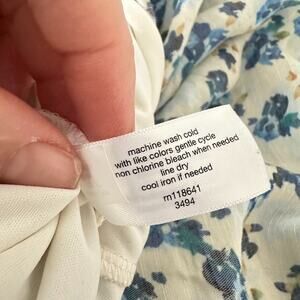 machine wash cold
with like colors gentle cycle
non chlorine bleach when needed
line dry
cool iron if needed
rn118641
3494